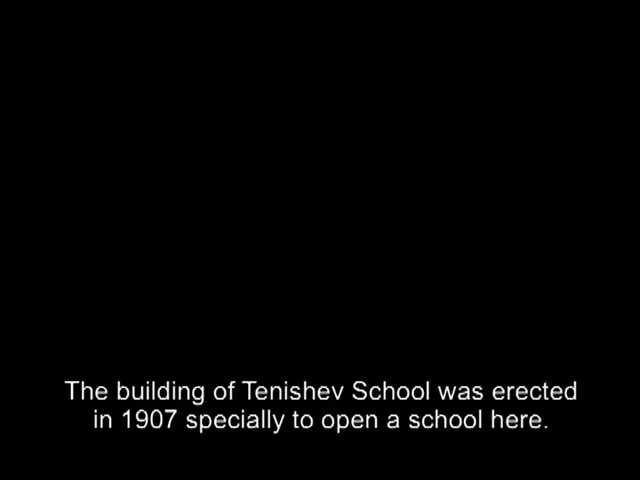 The building of Tenishev School was erected
in 1907 specially to open a school here.